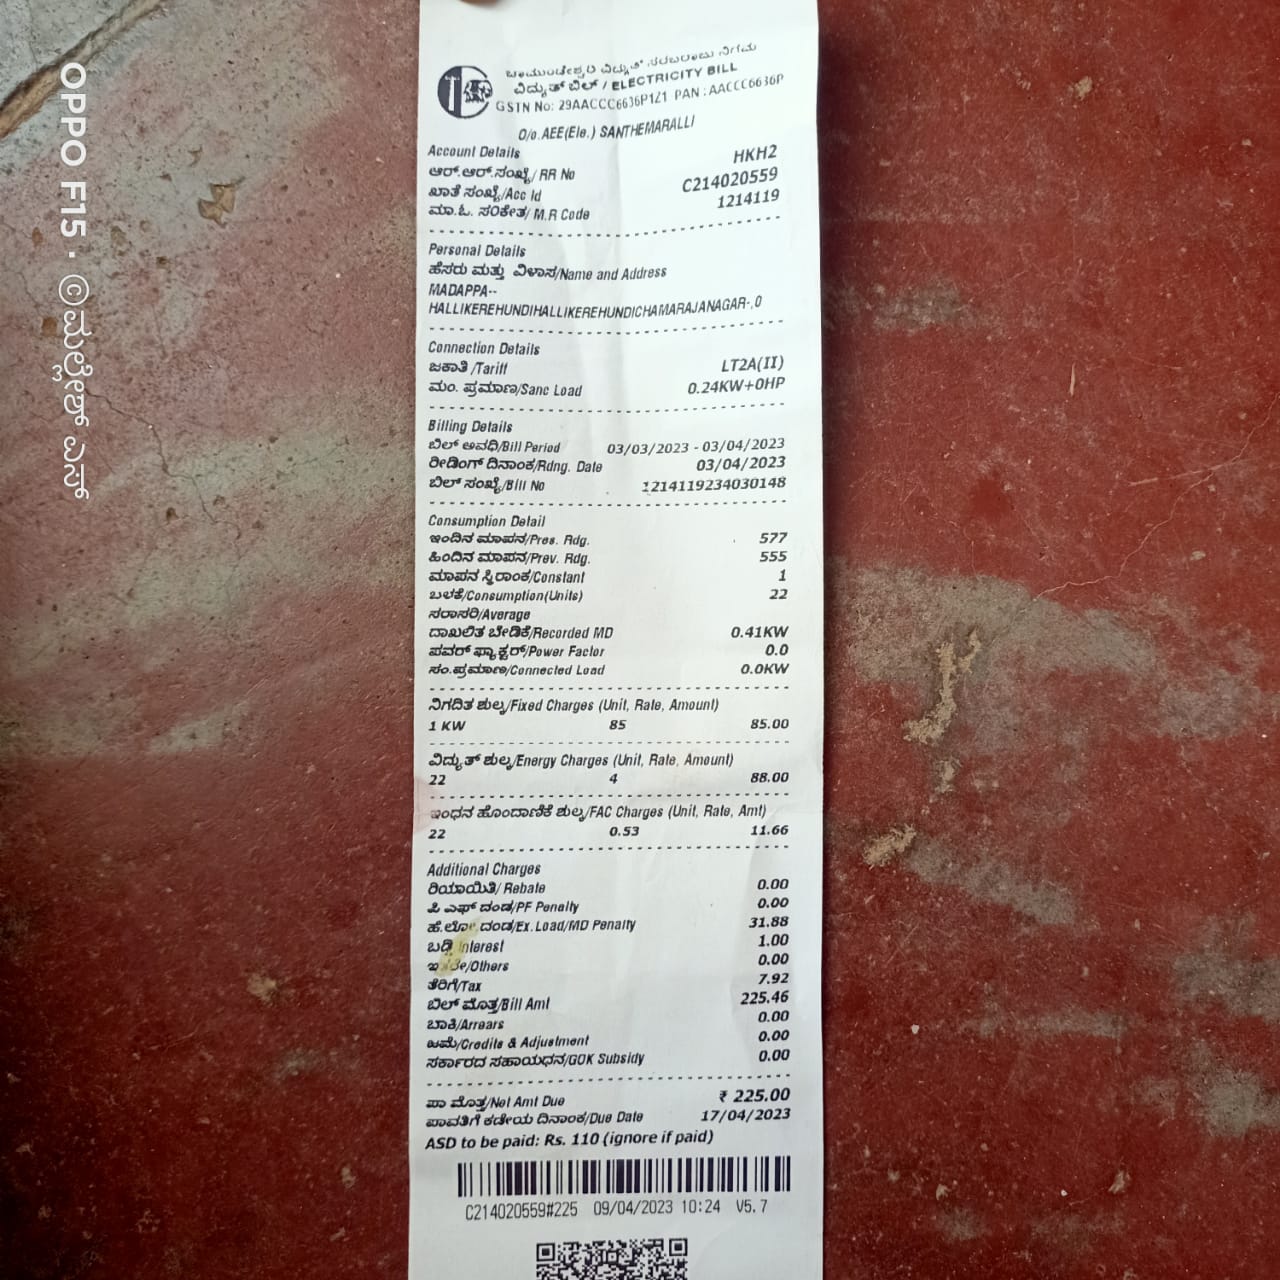 ಚಾಮುಂಡೇಶ್ವರಿ ವಿದ್ಯುತ್ ಸರಬರಾಜು ನಿಗಮ
ವಿದ್ಯುತ್ ಬಿಲ್ / ELECTRICITY BILL
GSTN No: 29AACCC6636P1Z1 PAN : AACCC6636P
O/o. AEE(Ele.) SANTHEMARALLI
Account Details
ಆರ್.ಆರ್.ಸಂಖ್ಯೆ/ RR No HKH2
ಖಾತೆ ಸಂಖ್ಯೆ/Acc Id C214020559
ಮಾ.ಓ. ಸಂಕೇತ/ M.R Code 1214119
Personal Details
ಹೆಸರು ಮತ್ತು ವಿಳಾಸ/Name and Address
MADAPPA--
HALLIKEREHUNDIHALLIKEREHUNDICHAMARAJANAGAR-,0
Connection Details
ಜಕಾತಿ /Tariff LT2A(II)
ಮಂ. ಪ್ರಮಾಣ/Sanc Load 0.24KW+0HP
Billing Details
ಬಿಲ್ ಅವಧಿ/Bill Period 03/03/2023 - 03/04/2023
ರೀಡಿಂಗ್ ದಿನಾಂಕ/Rdng. Date 03/04/2023
ಬಿಲ್ ಸಂಖ್ಯೆ/Bill No 1214119234030148
Consumption Detail
ಇಂದಿನ ಮಾಪನ/Pres. Rdg. 577
ಹಿಂದಿನ ಮಾಪನ/Prev. Rdg. 555
ಮಾಪನ ಸ್ಥಿರಾಂಕ/Constant 1
ಬಳಕೆ/Consumption(Units) 22
ಸರಾಸರಿ/Average
ದಾಖಲಿತ ಬೇಡಿಕೆ/Recorded MD 0.41KW
ಪವರ್ ಫ್ಯಾಕ್ಟರ್/Power Factor 0.0
ಸಂ.ಪ್ರಮಾಣ/Connected Load 0.0KW
ನಿಗದಿತ ಶುಲ್ಕ/Fixed Charges (Unit, Rate, Amount)
1 KW 85 85.00
ವಿದ್ಯುತ್ ಶುಲ್ಕ/Energy Charges (Unit, Rate, Amount)
22 4 88.00
ಇಂಧನ ಹೊಂದಾಣಿಕೆ ಶುಲ್ಕ/FAC Charges (Unit, Rate, Amt)
22 0.53 11.66
Additional Charges
ರಿಯಾಯಿತಿ/ Rebate 0.00
ಪಿ ಎಫ್ ದಂಡ/PF Penalty 0.00
ಹೆ.ಲೋ.ದಂಡ/Ex. Load/MD Penalty 31.88
ಬಡ್ಡಿ Interest 1.00
ಇತರೇ/Others 0.00
ತೆರಿಗೆ/Tax 7.92
ಬಿಲ್ ಮೊತ್ತ/Bill Amt 225.46
ಬಾಕಿ/Arrears 0.00
ಜಮೆ/Credits & Adjustment 0.00
ಸರ್ಕಾರದ ಸಹಾಯಧನ/GOK Subsidy 0.00
ಪಾ ಮೊತ್ತ/Net Amt Due ₹ 225.00
ಪಾವತಿಗೆ ಕಡೇಯ ದಿನಾಂಕ/Due Date 17/04/2023
ASD to be paid: Rs. 110 (ignore if paid)
C214020559#225 09/04/2023 10:24 V5.7
OPPO F15 · ©